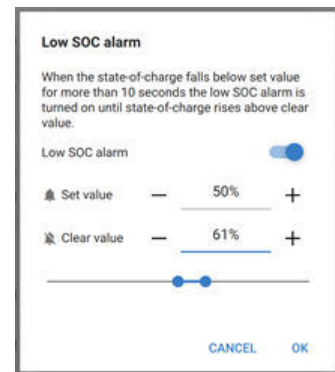 Low SOC alarm
When the state-of-charge falls below set value
for more than 10 seconds the low SOC alarm is
turned on until state-of-charge rises above clear
value.
Low SOC alarm
Set value — 50% +
Clear value — 61% +
CANCEL OK